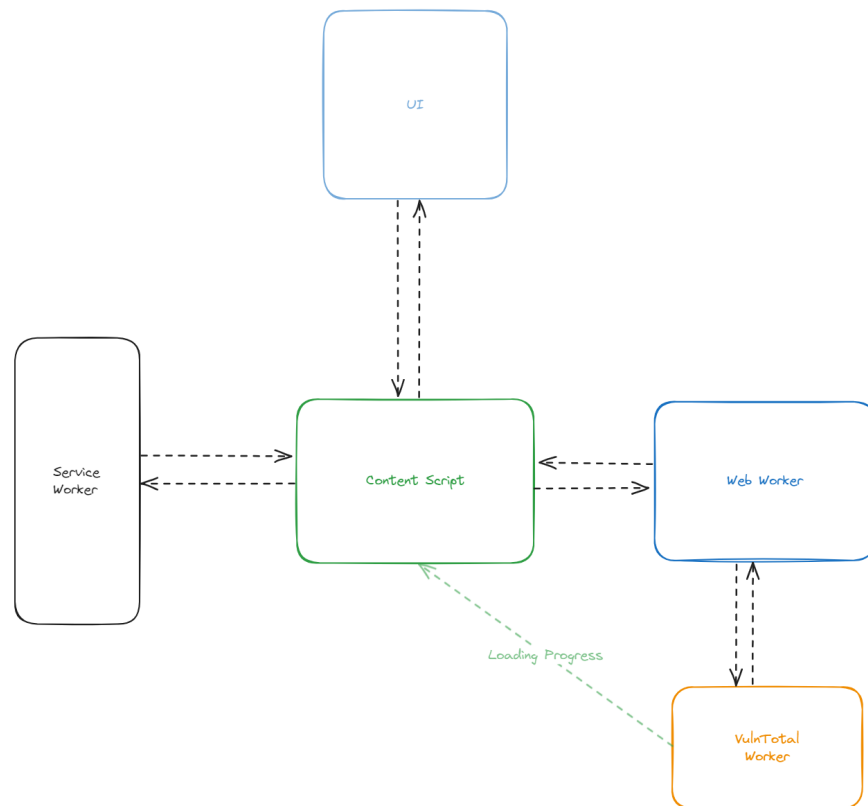 UI
Service
Worker
Content Script
Web Worker
Loading Progress
VulnTotal
Worker